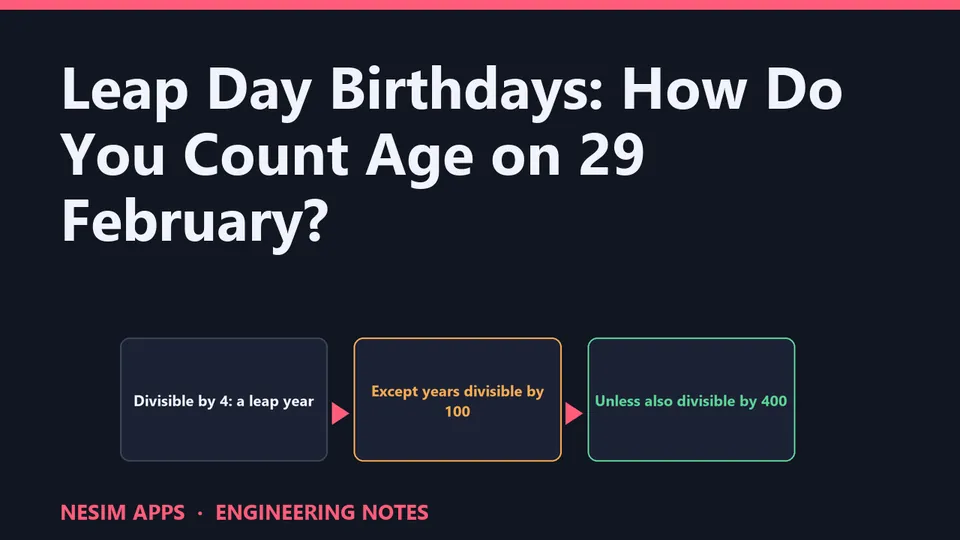 Leap Day Birthdays: How Do
You Count Age on 29
February?
Divisible by 4: a leap year
Except years divisible by
100
Unless also divisible by 400
NESIM APPS · ENGINEERING NOTES